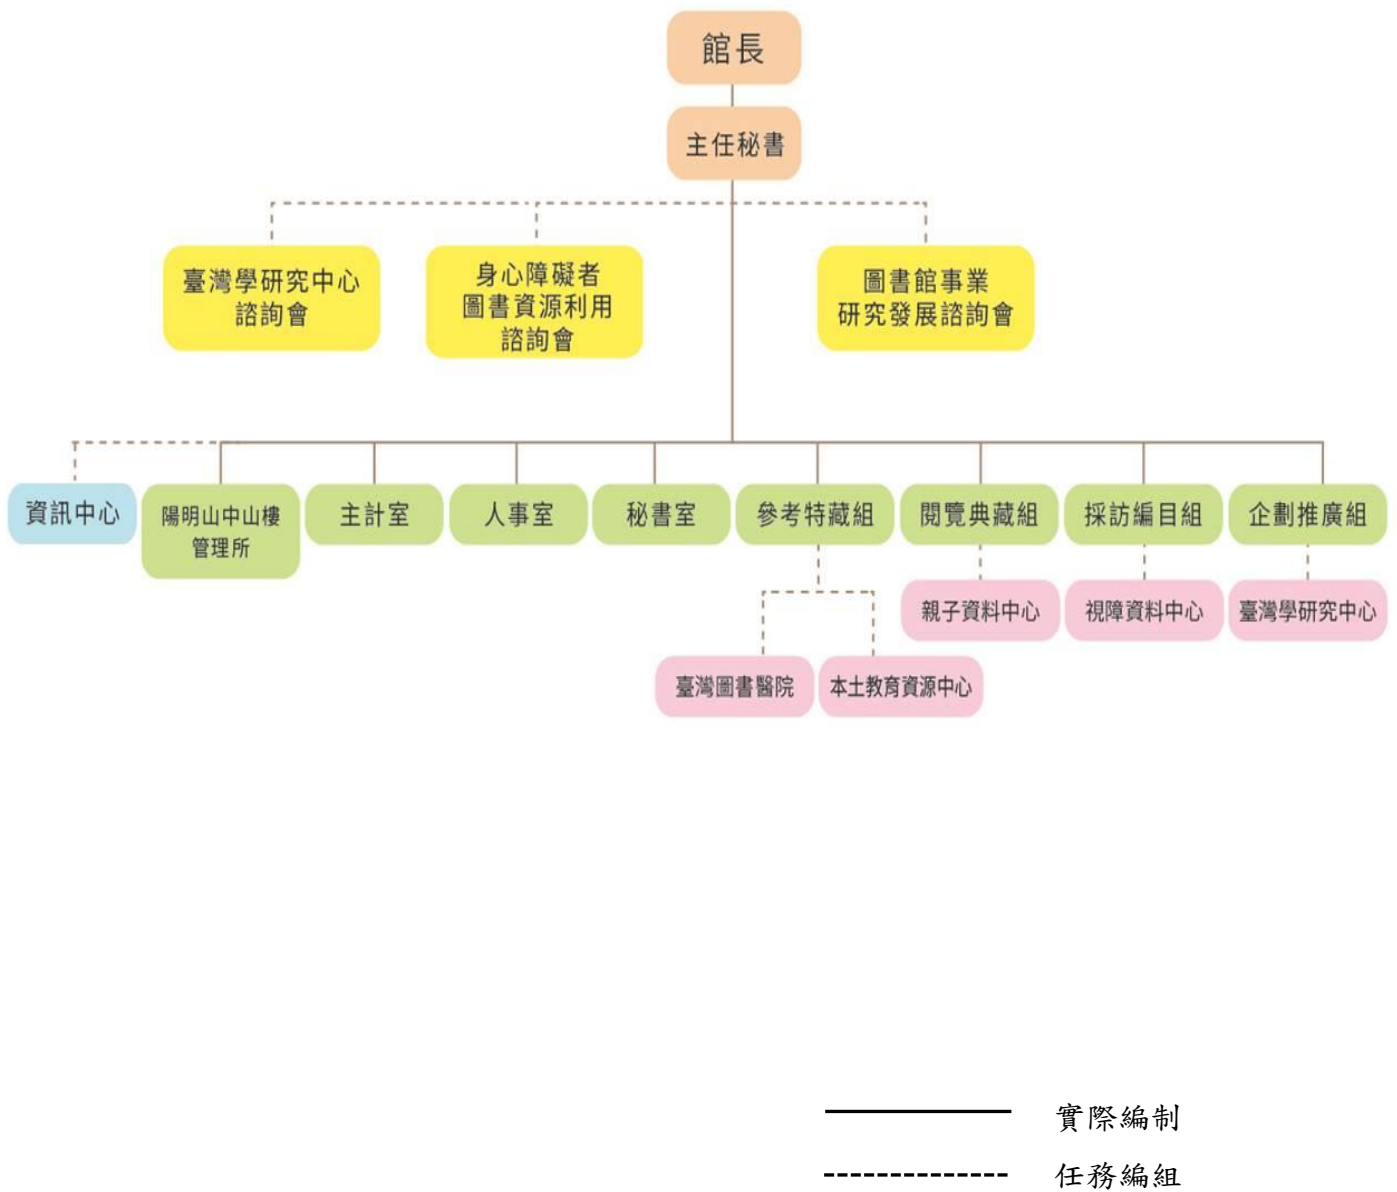 館長
主任秘書
臺灣學研究中心
諮詢會
身心障礙者
圖書資源利用
諮詢會
圖書館事業
研究發展諮詢會
資訊中心
陽明山中山樓
管理所
主計室
人事室
秘書室
參考特藏組
閱覽典藏組
採訪編目組
企劃推廣組
親子資料中心
視障資料中心
臺灣學研究中心
臺灣圖書醫院
本土教育資源中心
實際編制
任務編組